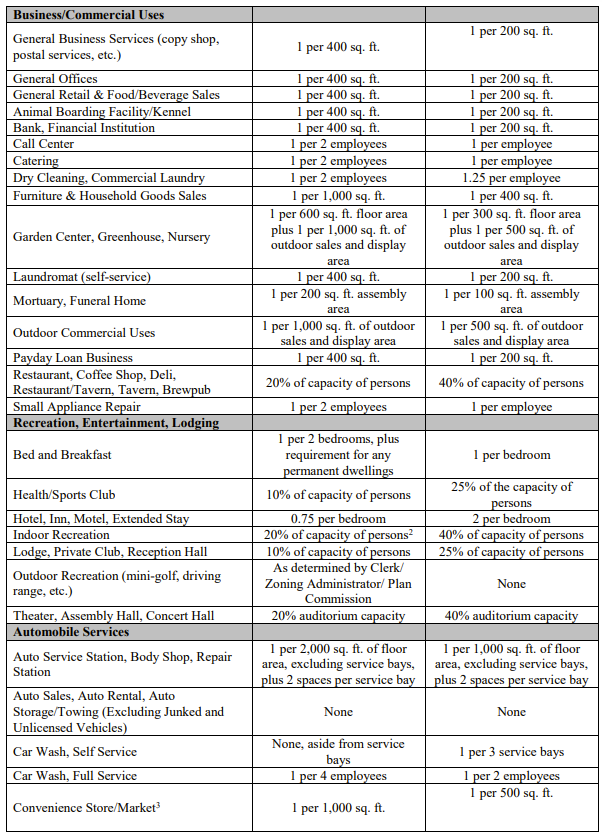 Business/Commercial Uses
General Business Services (copy shop,
postal services, etc.)
1 per 400 sq. ft.
1 per 200 sq. ft.
General Offices
1 per 400 sq. ft.
1 per 200 sq. ft.
General Retail & Food/Beverage Sales
1 per 400 sq. ft.
1 per 200 sq. ft.
Animal Boarding Facility/Kennel
1 per 400 sq. ft.
1 per 200 sq. ft.
Bank, Financial Institution
1 per 400 sq. ft.
1 per 200 sq. ft.
Call Center
1 per 2 employees
1 per employee
Catering
1 per 2 employees
1 per employee
Dry Cleaning, Commercial Laundry
1 per 2 employees
1.25 per employee
Furniture & Household Goods Sales
1 per 1,000 sq. ft.
1 per 400 sq. ft.
Garden Center, Greenhouse, Nursery
1 per 600 sq. ft. floor area
plus 1 per 1,000 sq. ft. of
outdoor sales and display
area
1 per 300 sq. ft. floor area
plus 1 per 500 sq. ft. of
outdoor sales and display
area
Laundromat (self-service)
1 per 400 sq. ft.
1 per 200 sq. ft.
Mortuary, Funeral Home
1 per 200 sq. ft. assembly
area
1 per 100 sq. ft. assembly
area
Outdoor Commercial Uses
1 per 1,000 sq. ft. of outdoor
sales and display area
1 per 500 sq. ft. of outdoor
sales and display area
Payday Loan Business
1 per 400 sq. ft.
1 per 200 sq. ft.
Restaurant, Coffee Shop, Deli,
Restaurant/Tavern, Tavern, Brewpub
20% of capacity of persons
40% of capacity of persons
Small Appliance Repair
1 per 2 employees
1 per employee
Recreation, Entertainment, Lodging
Bed and Breakfast
1 per 2 bedrooms, plus
requirement for any
permanent dwellings
1 per bedroom
Health/Sports Club
10% of capacity of persons
25% of the capacity of
persons
Hotel, Inn, Motel, Extended Stay
0.75 per bedroom
2 per bedroom
Indoor Recreation
20% of capacity of persons²
40% of capacity of persons
Lodge, Private Club, Reception Hall
10% of capacity of persons
25% of capacity of persons
Outdoor Recreation (mini-golf, driving
range, etc.)
As determined by Clerk/
Zoning Administrator/ Plan
Commission
None
Theater, Assembly Hall, Concert Hall
20% auditorium capacity
40% auditorium capacity
Automobile Services
Auto Service Station, Body Shop, Repair
Station
1 per 2,000 sq. ft. of floor
area, excluding service bays,
plus 2 spaces per service bay
1 per 1,000 sq. ft. of floor
area, excluding service bays,
plus 2 spaces per service bay
Auto Sales, Auto Rental, Auto
Storage/Towing (Excluding Junked and
Unlicensed Vehicles)
None
None
Car Wash, Self Service
None, aside from service
bays
1 per 3 service bays
Car Wash, Full Service
1 per 4 employees
1 per 2 employees
Convenience Store/Market³
1 per 1,000 sq. ft.
1 per 500 sq. ft.